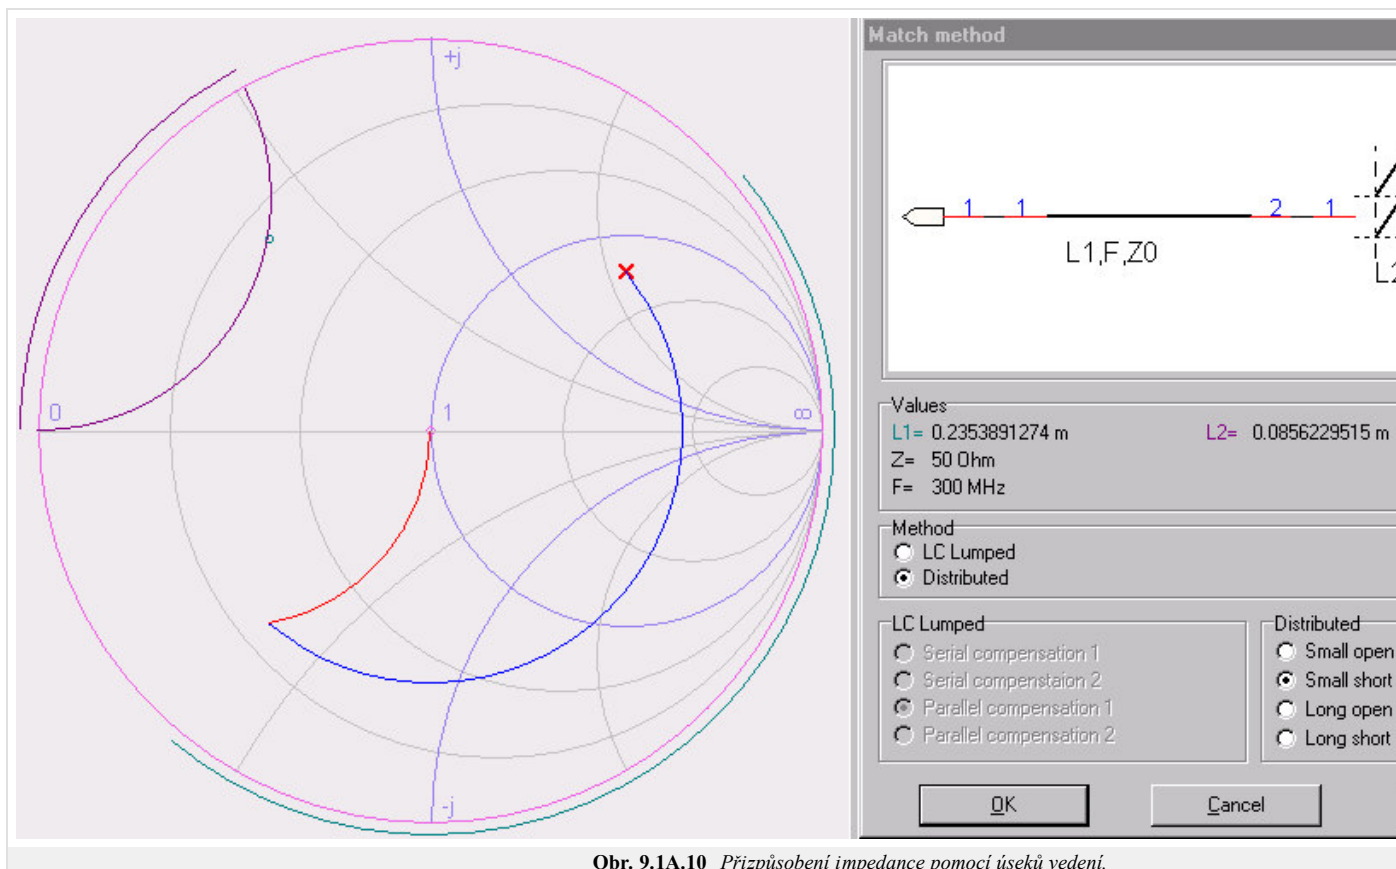 +j
0
1
∞
-j
Match method
1 1 2 1
L1,F,Z0
Values
L1= 0.2353891274 m L2= 0.0856229515 m
Z= 50 Ohm
F= 300 MHz
Method
LC Lumped
Distributed
LC Lumped
Serial compensation 1
Serial compenstaion 2
Parallel compensation 1
Parallel compensation 2
Distributed
Small open
Small short
Long open
Long short
OK
Cancel
Obr. 9.1A.10 Přizpůsobení impedance pomocí úseků vedení.